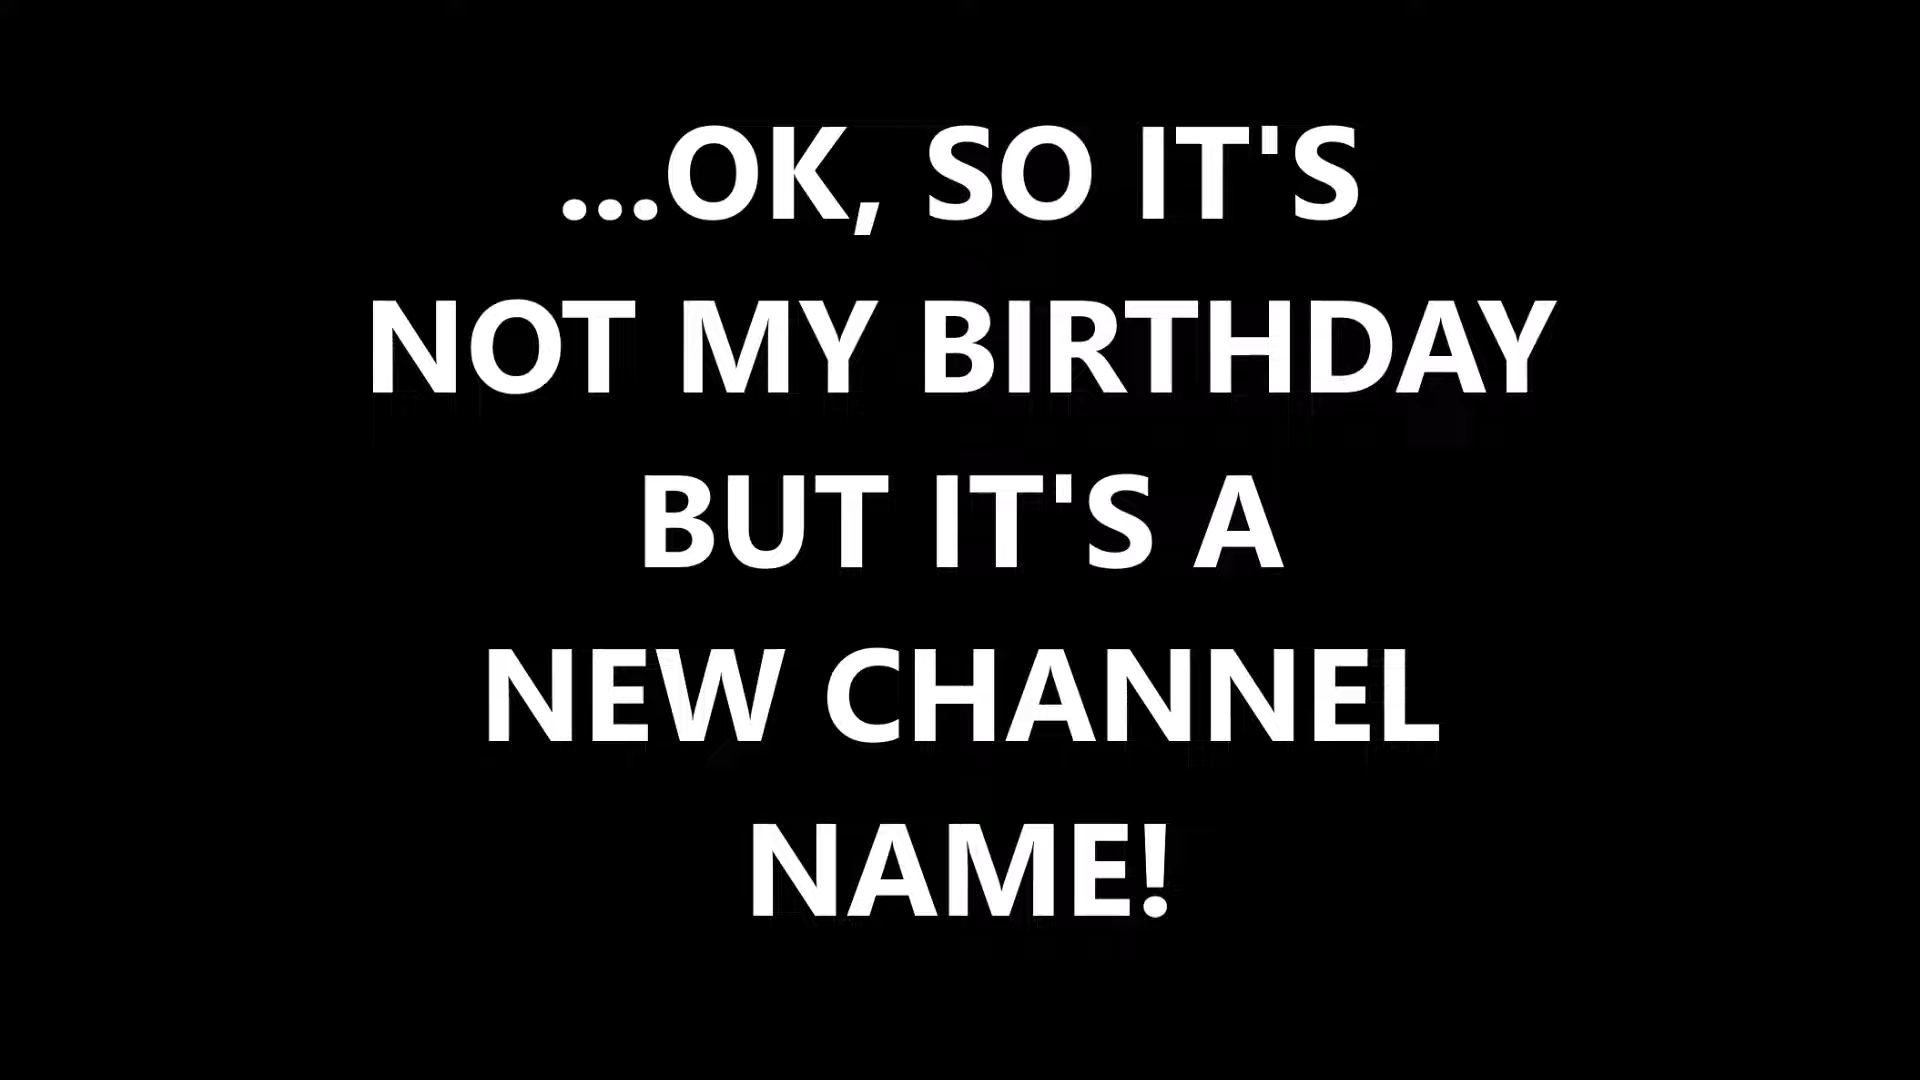 ...OK, SO IT'S
NOT MY BIRTHDAY
BUT IT'S A
NEW CHANNEL
NAME!